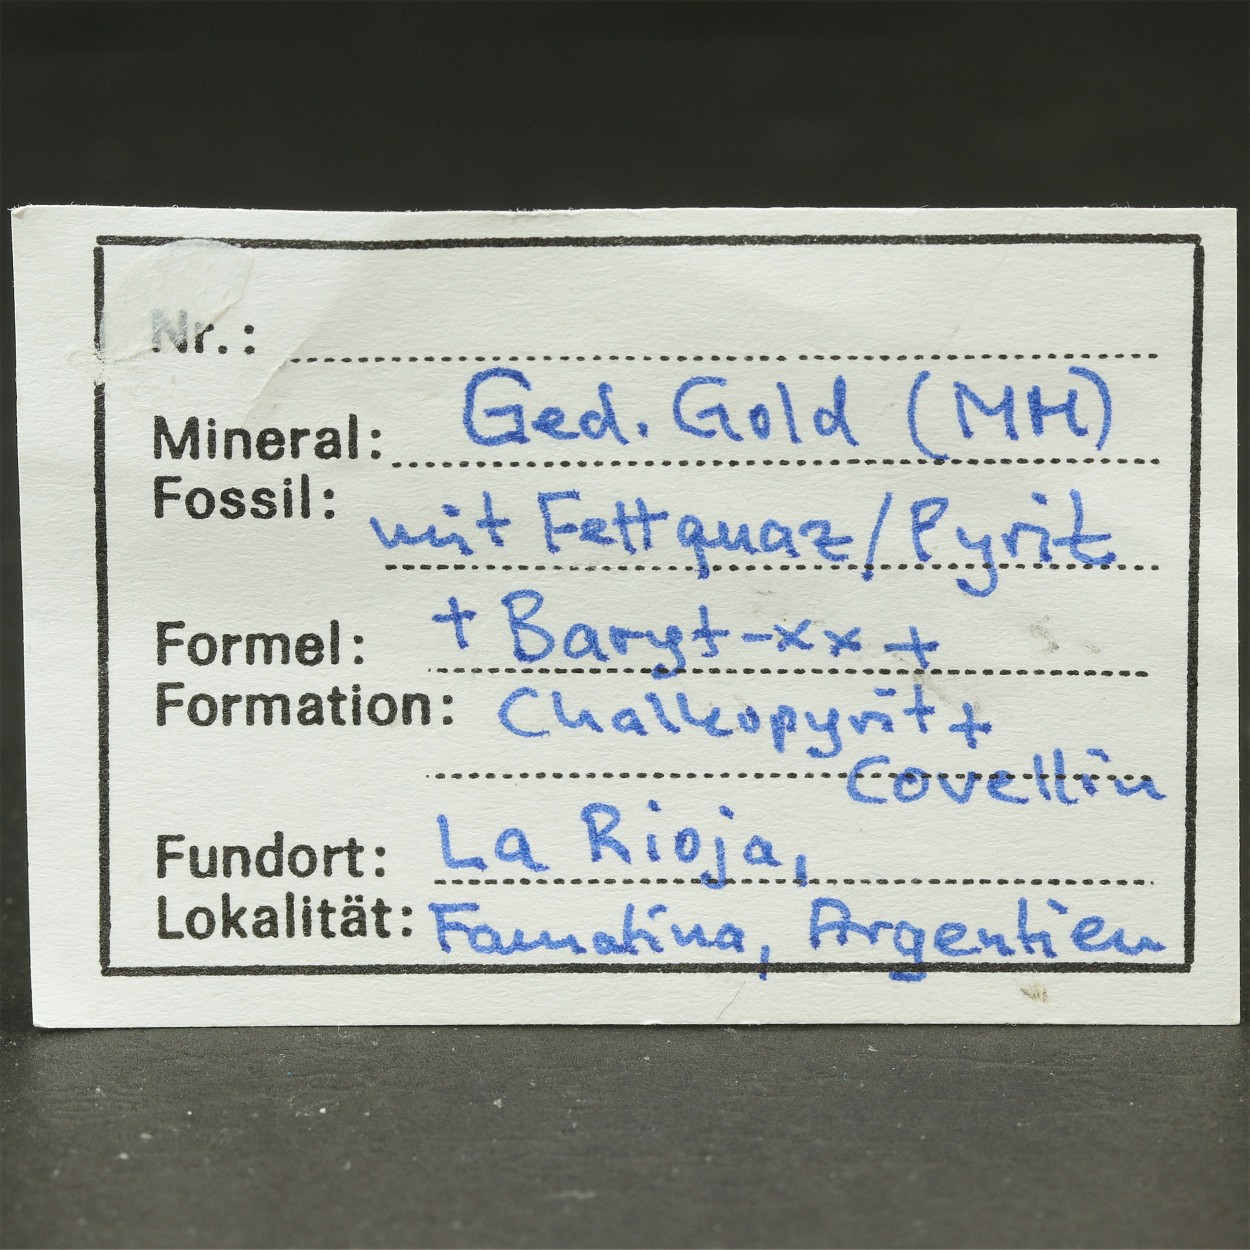 Nr.:
Mineral: Ged. Gold (MH)
Fossil: mit Fettquaz/Pyrit
Formel: + Baryt-xx +
Formation: Chalkopyrit +
Covellin
Fundort: La Rioja,
Lokalität: Famatina, Argentien